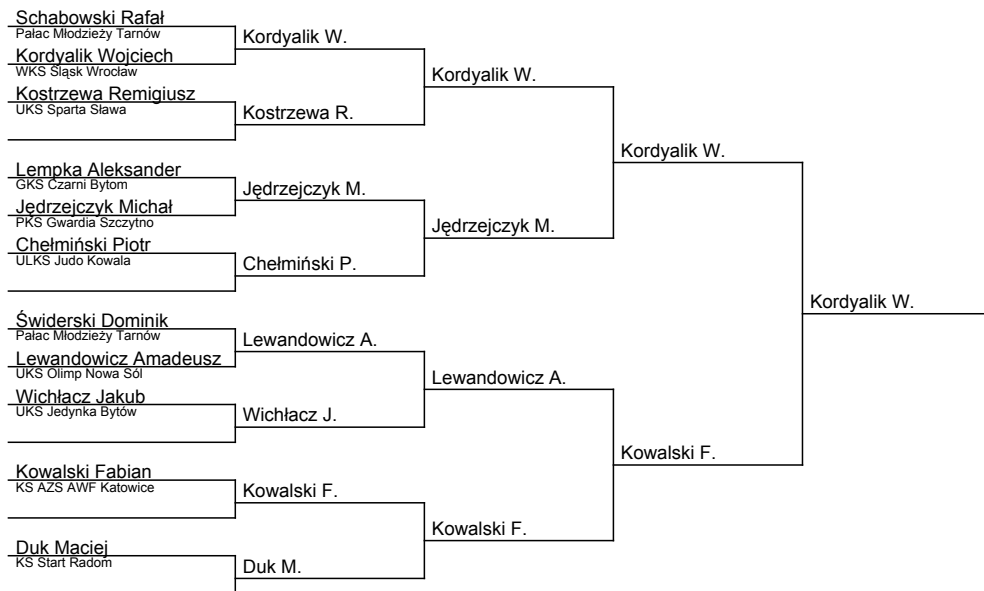 Schabowski Rafał
Pałac Młodzieży Tarnów
Kordyalik W.
Kordyalik Wojciech
WKS Śląsk Wrocław
Kordyalik W.
Kostrzewa Remigiusz
UKS Sparta Sława
Kostrzewa R.
Kordyalik W.
Lempka Aleksander
GKS Czarni Bytom
Jędrzejczyk M.
Jędrzejczyk Michał
PKS Gwardia Szczytno
Jędrzejczyk M.
Chełmiński Piotr
ULKS Judo Kowala
Chełmiński P.
Kordyalik W.
Świderski Dominik
Pałac Młodzieży Tarnów
Lewandowicz A.
Lewandowicz Amadeusz
UKS Olimp Nowa Sól
Lewandowicz A.
Wichłacz Jakub
UKS Jedynka Bytów
Wichłacz J.
Kowalski F.
Kowalski Fabian
KS AZS AWF Katowice
Kowalski F.
Kowalski F.
Duk Maciej
KS Start Radom
Duk M.